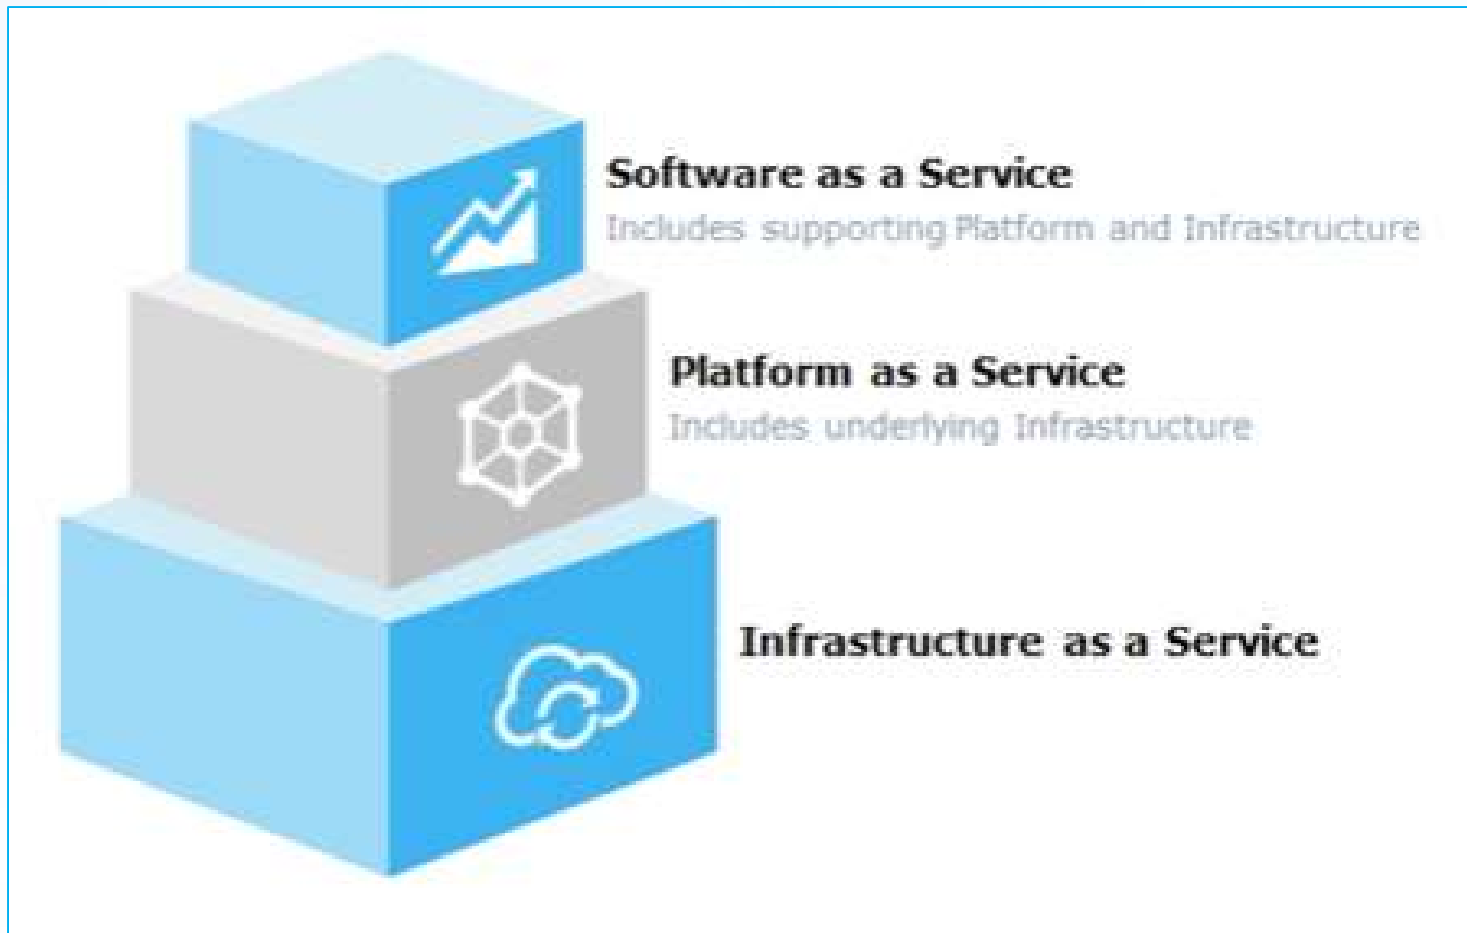 Software as a Service
Includes supporting Platform and Infrastructure
Platform as a Service
Includes underlying Infrastructure
Infrastructure as a Service